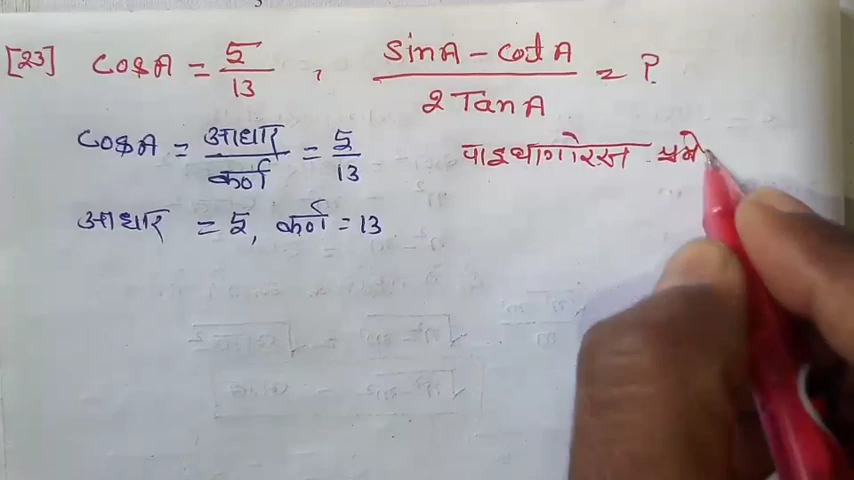 [23] CosA = 5/13 , (sinA - cotA)/(2 TanA) = ?
CosA = आधार/कर्ण = 5/13
पाइथागोरस प्रमे
आधार = 5, कर्ण = 13